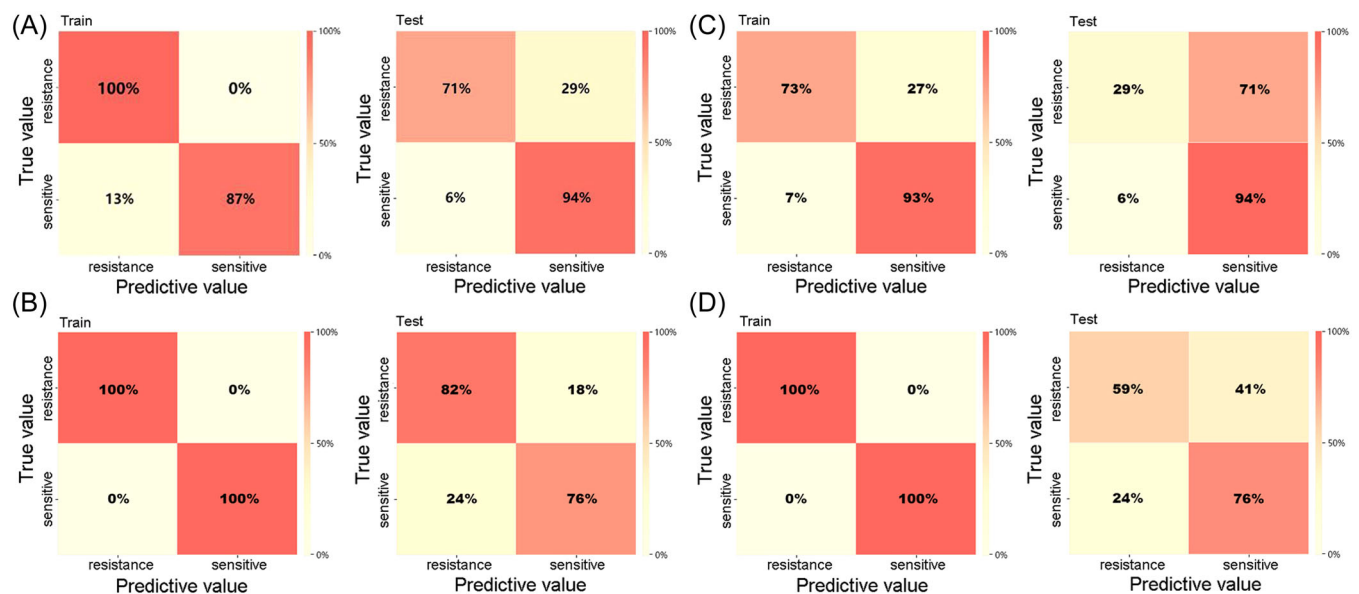 (A)
Train
100%
0%
13%
87%
resistance
sensitive
True value
resistance
sensitive
Predictive value
100%
50%
0%
Test
71%
29%
6%
94%
resistance
sensitive
True value
resistance
sensitive
Predictive value
100%
50%
0%
(C)
Train
73%
27%
7%
93%
resistance
sensitive
True value
resistance
sensitive
Predictive value
100%
50%
0%
Test
29%
71%
6%
94%
resistance
sensitive
True value
resistance
sensitive
Predictive value
100%
50%
0%
(B)
Train
100%
0%
0%
100%
resistance
sensitive
True value
resistance
sensitive
Predictive value
100%
50%
0%
Test
82%
18%
24%
76%
resistance
sensitive
True value
resistance
sensitive
Predictive value
100%
50%
0%
(D)
Train
100%
0%
0%
100%
resistance
sensitive
True value
resistance
sensitive
Predictive value
100%
50%
0%
Test
59%
41%
24%
76%
resistance
sensitive
True value
resistance
sensitive
Predictive value
100%
50%
0%